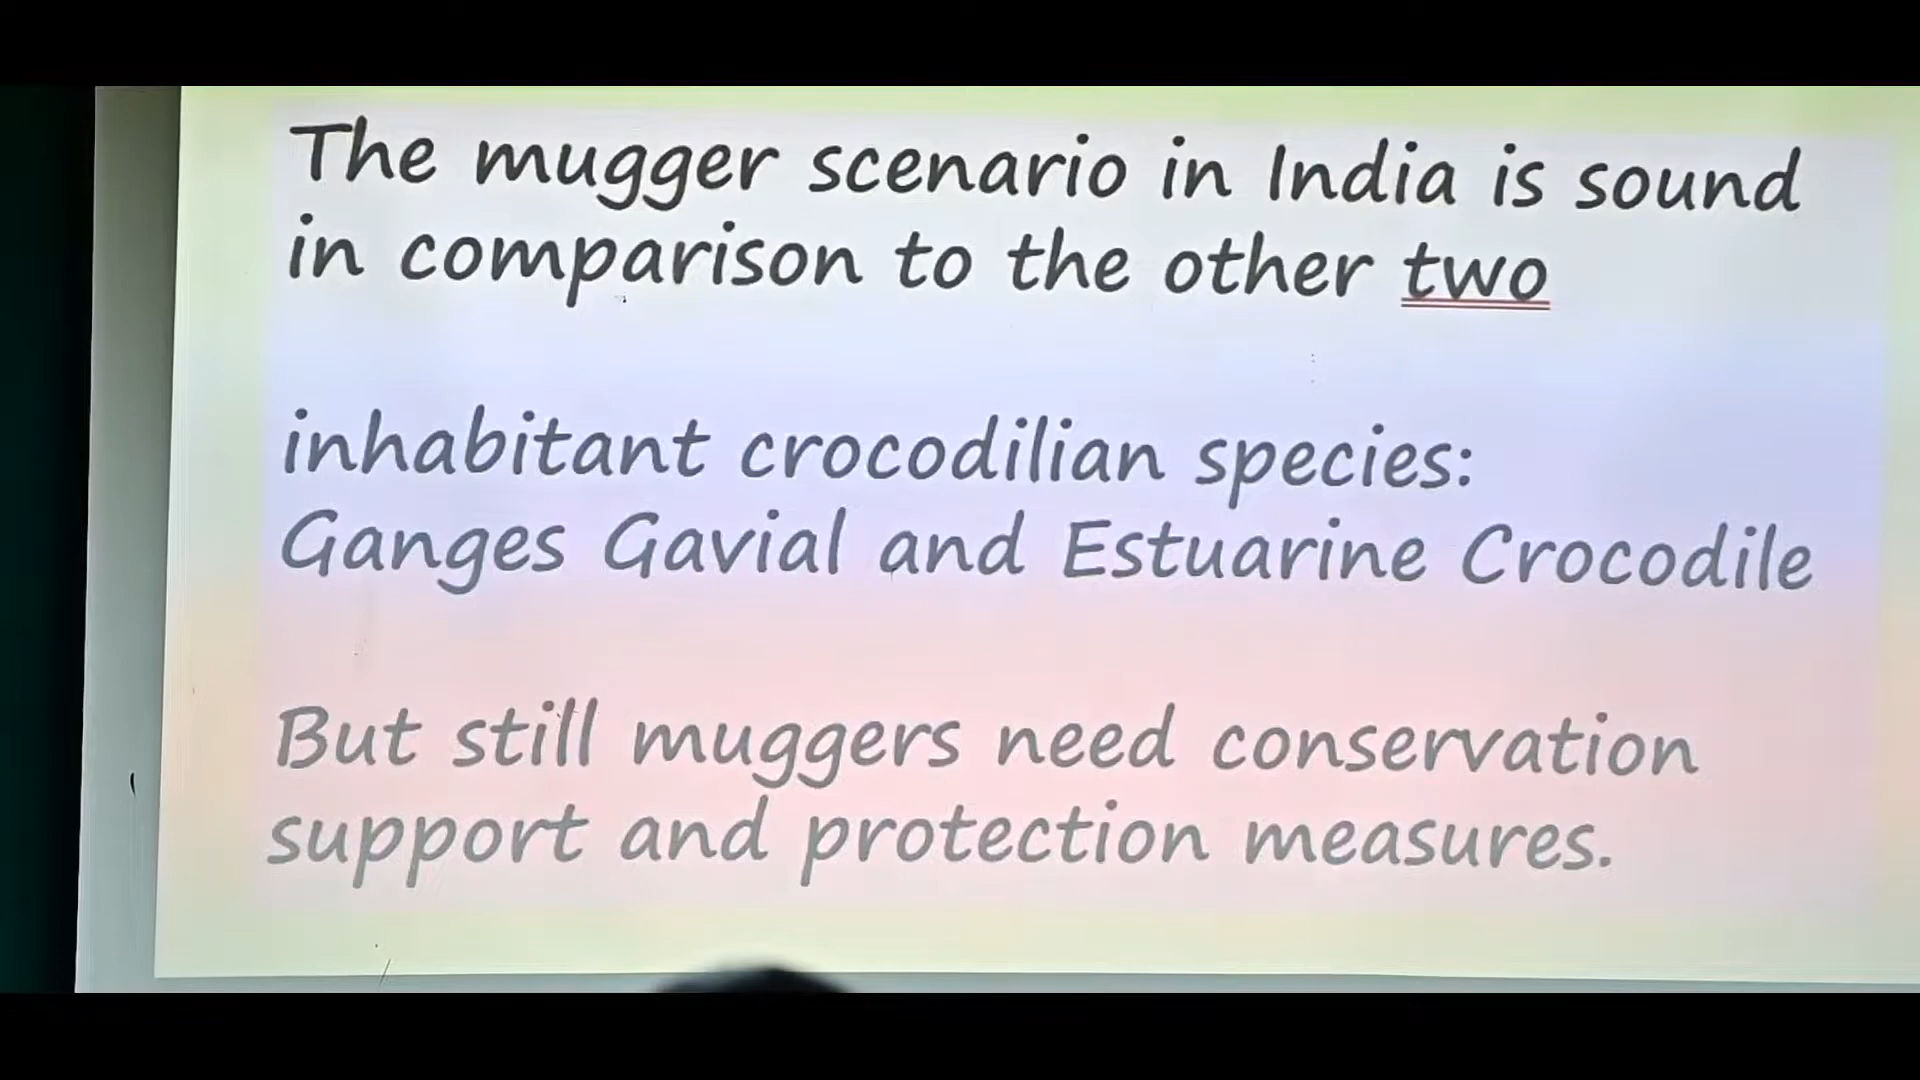 The mugger scenario in India is sound
in comparison to the other two
inhabitant crocodilian species:
Ganges Gavial and Estuarine Crocodile
But still muggers need conservation
support and protection measures.